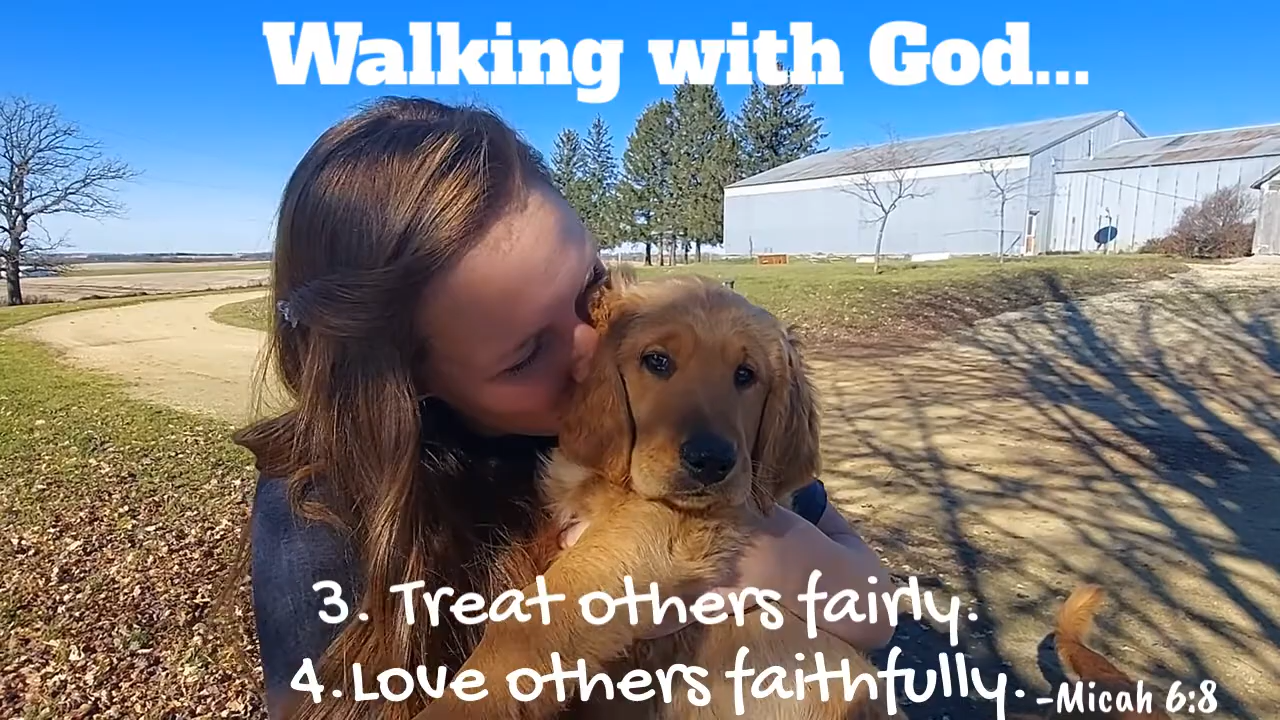 Walking with God...
3. Treat others fairly.
4. Love others faithfully.
-Micah 6:8